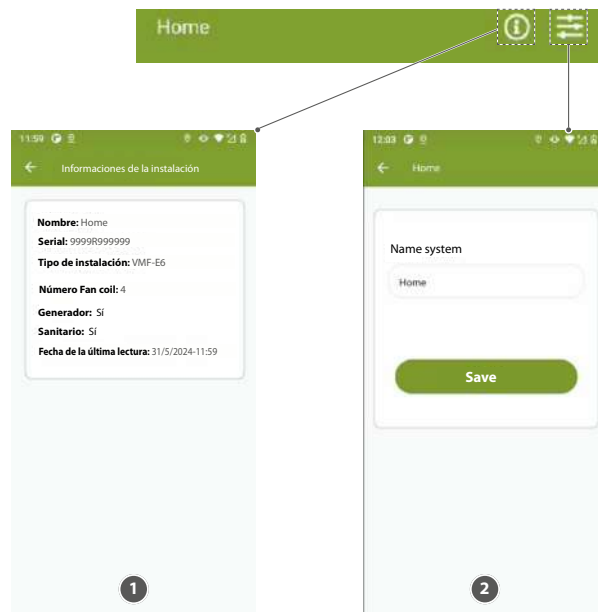 Home
11:59
Informaciones de la instalación
Nombre: Home
Serial: 9999R999999
Tipo de instalación: VMF-E6
Número Fan coil: 4
Generador: Sí
Sanitario: Sí
Fecha de la última lectura: 31/5/2024-11:59
1
12:03
Home
Name system
Home
Save
2